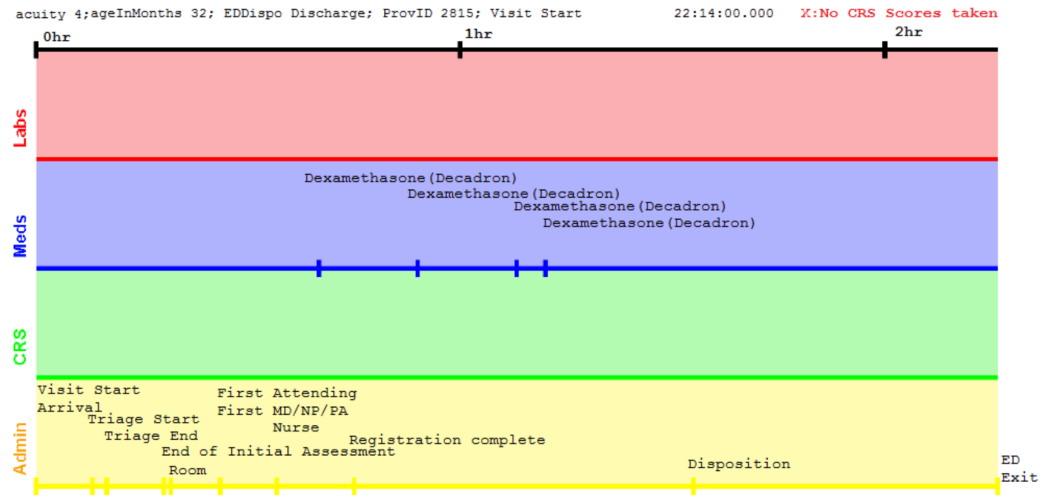 acuity 4;ageInMonths 32; EDDispo Discharge; ProvID 2815; Visit Start 22:14:00.000 X:No CRS Scores taken
0hr 1hr 2hr
Labs
Dexamethasone(Decadron)
Dexamethasone(Decadron)
Dexamethasone(Decadron)
Dexamethasone(Decadron)
Meds
CRS
Visit Start
Arrival
Triage Start
Triage End
End of Initial Assessment
Room
First Attending
First MD/NP/PA
Nurse
Registration complete
Disposition
ED
Exit
Admin